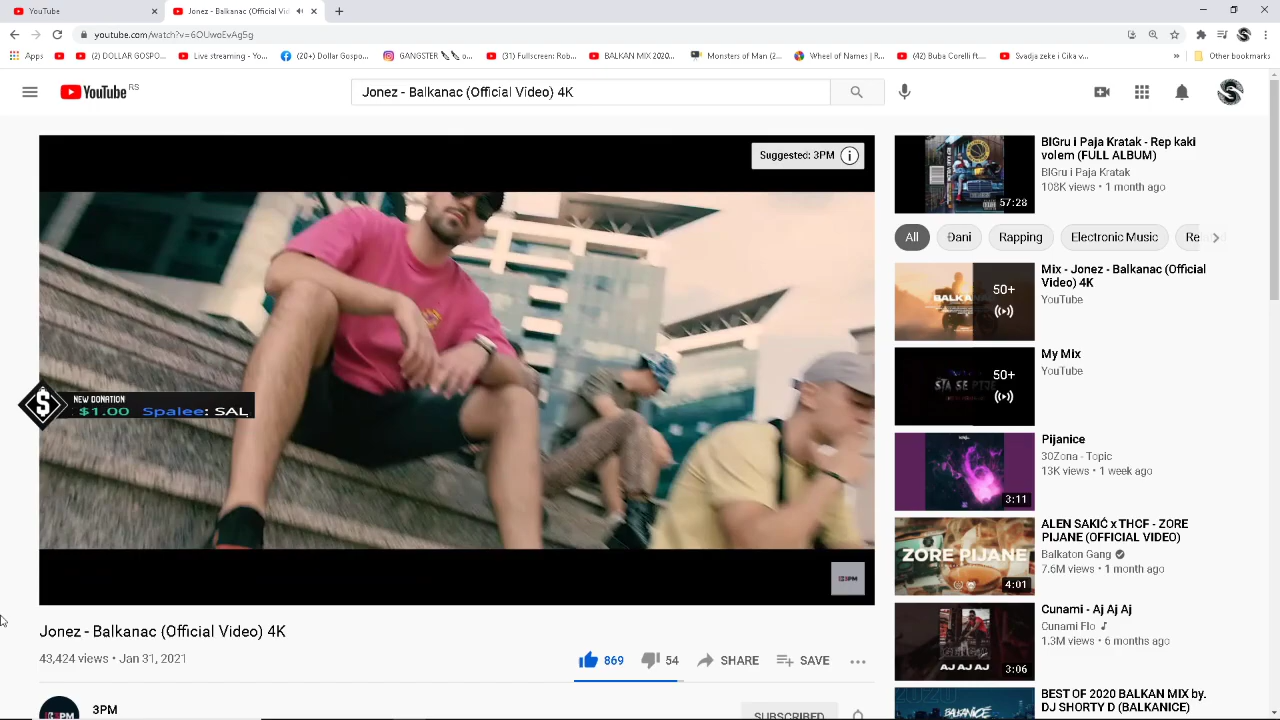 YouTube
Jonez - Balkanac (Official Vid
youtube.com/watch?v=6OUwoEvAg5g
Apps
(2) DOLLAR GOSPO...
Live streaming - Yo...
(20+) Dollar Gospo...
GANGSTER
(31) Fullscreen: Rob...
BALKAN MIX 2020...
Monsters of Man (2...
Wheel of Names | R...
(42) Buba Corelli ft...
Svadja zeke i Cika v...
»
Other bookmarks
YouTube RS
Jonez - Balkanac (Official Video) 4K
Suggested: 3PM
NEW DONATION
$1.00 Spalee: SAL
3PM
Jonez - Balkanac (Official Video) 4K
43,424 views • Jan 31, 2021
869
54
SHARE
SAVE
3PM
3PM
SUBSCRIBED
57:28
BIGru i Paja Kratak - Rep kaki
volem (FULL ALBUM)
BIGru i Paja Kratak
108K views • 1 month ago
All
Đani
Rapping
Electronic Music
Re
BALKA
50+
Mix - Jonez - Balkanac (Official
Video) 4K
YouTube
50+
My Mix
YouTube
3:11
Pijanice
30Zona - Topic
13K views • 1 week ago
ZORE PIJANE
4:01
ALEN SAKIĆ x THCF - ZORE
PIJANE (OFFICIAL VIDEO)
Balkaton Gang
7.6M views • 1 month ago
AJ AJ AJ
3:06
Cunami - Aj Aj Aj
Cunami Flo
1.3M views • 6 months ago
BALKANICE
BEST OF 2020 BALKAN MIX by.
DJ SHORTY D (BALKANICE)